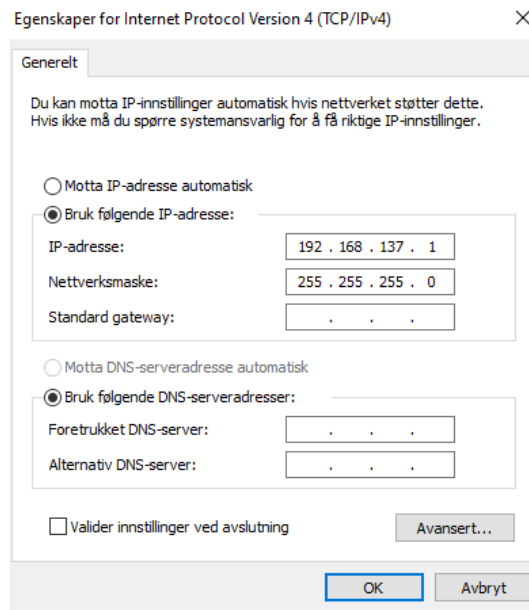 Egenskaper for Internet Protocol Version 4 (TCP/IPv4)
Generelt
Du kan motta IP-innstillinger automatisk hvis nettverket støtter dette.
Hvis ikke må du spørre systemansvarlig for å få riktige IP-innstillinger.
Motta IP-adresse automatisk
Bruk følgende IP-adresse:
IP-adresse: 192 . 168 . 137 . 1
Nettverksmaske: 255 . 255 . 255 . 0
Standard gateway: . . .
Motta DNS-serveradresse automatisk
Bruk følgende DNS-serveradresser:
Foretrukket DNS-server: . . .
Alternativ DNS-server: . . .
Valider innstillinger ved avslutning
Avansert...
OK Avbryt